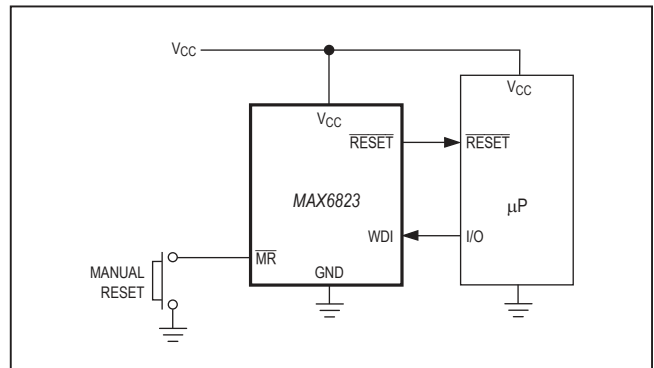 VCC
VCC
VCC
RESET
RESET
MAX6823
µP
WDI
I/O
MR
GND
MANUAL
RESET